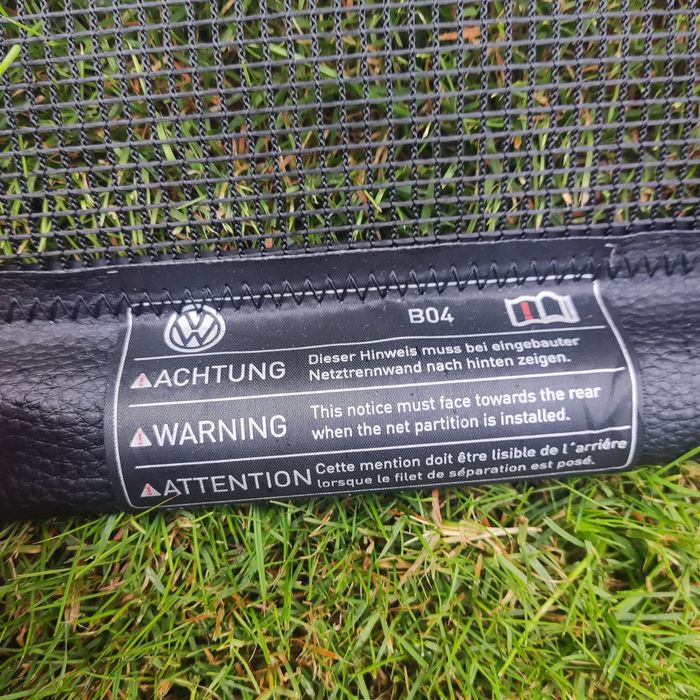 B04
ACHTUNG
Dieser Hinweis muss bei eingebauter
Netztrennwand nach hinten zeigen.
WARNING
This notice must face towards the rear
when the net partition is installed.
ATTENTION
Cette mention doit être lisible de l´arriére
lorsque le filet de séparation est posé.